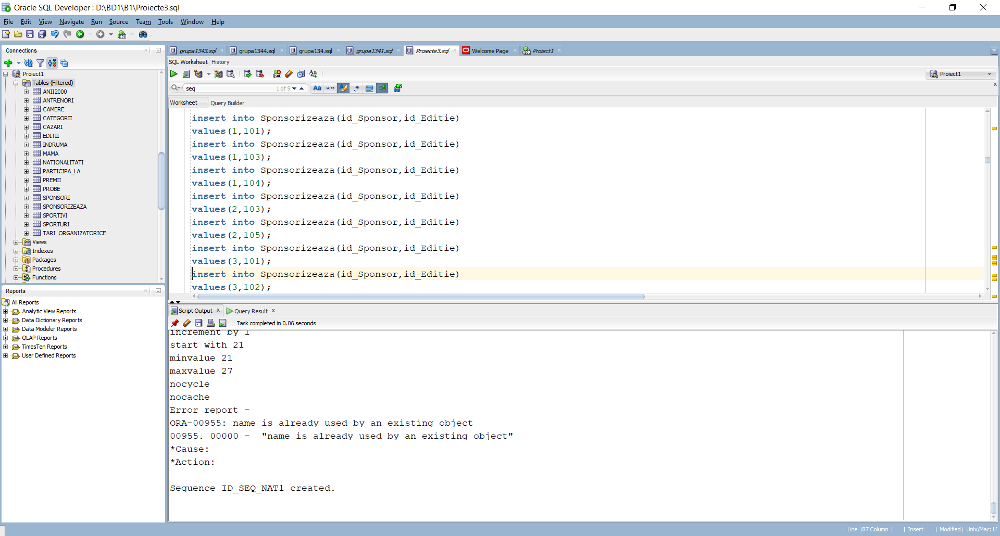 Oracle SQL Developer : D:\BD1\B1\Proiecte3.sql
File Edit View Navigate Run Source Team Tools Window Help
Connections
Proiect1
Tables (Filtered)
ANII2000
ANTRENORI
CAMERE
CATEGORII
CAZARI
EDITII
INDRUMA
MAMA
NATIONALITATI
PARTICIPA_LA
PREMII
PROBE
SPONSORI
SPONSORIZEAZA
SPORTIVI
SPORTURI
TARI_ORGANIZATORICE
Views
Indexes
Packages
Procedures
Functions
Reports
All Reports
Analytic View Reports
Data Dictionary Reports
Data Modeler Reports
OLAP Reports
TimesTen Reports
User Defined Reports
grupa1343.sql grupa1344.sql grupa134.sql grupa1341.sql Proiecte3.sql Welcome Page Proiect1
SQL Worksheet History
Proiect1
seq 1 of 9
Worksheet Query Builder
insert into Sponsorizeaza(id_Sponsor,id_Editie)
values(1,101);
insert into Sponsorizeaza(id_Sponsor,id_Editie)
values(1,103);
insert into Sponsorizeaza(id_Sponsor,id_Editie)
values(1,104);
insert into Sponsorizeaza(id_Sponsor,id_Editie)
values(2,103);
insert into Sponsorizeaza(id_Sponsor,id_Editie)
values(2,105);
insert into Sponsorizeaza(id_Sponsor,id_Editie)
values(3,101);
insert into Sponsorizeaza(id_Sponsor,id_Editie)
values(3,102);
Script Output Query Result
Task completed in 0.06 seconds
increment by 1
start with 21
minvalue 21
maxvalue 27
nocycle
nocache
Error report -
ORA-00955: name is already used by an existing object
00955. 00000 -  "name is already used by an existing object"
*Cause:
*Action:
Sequence ID_SEQ_NAT1 created.
Line 187 Column 1 Insert Modified Unix/Mac: LF